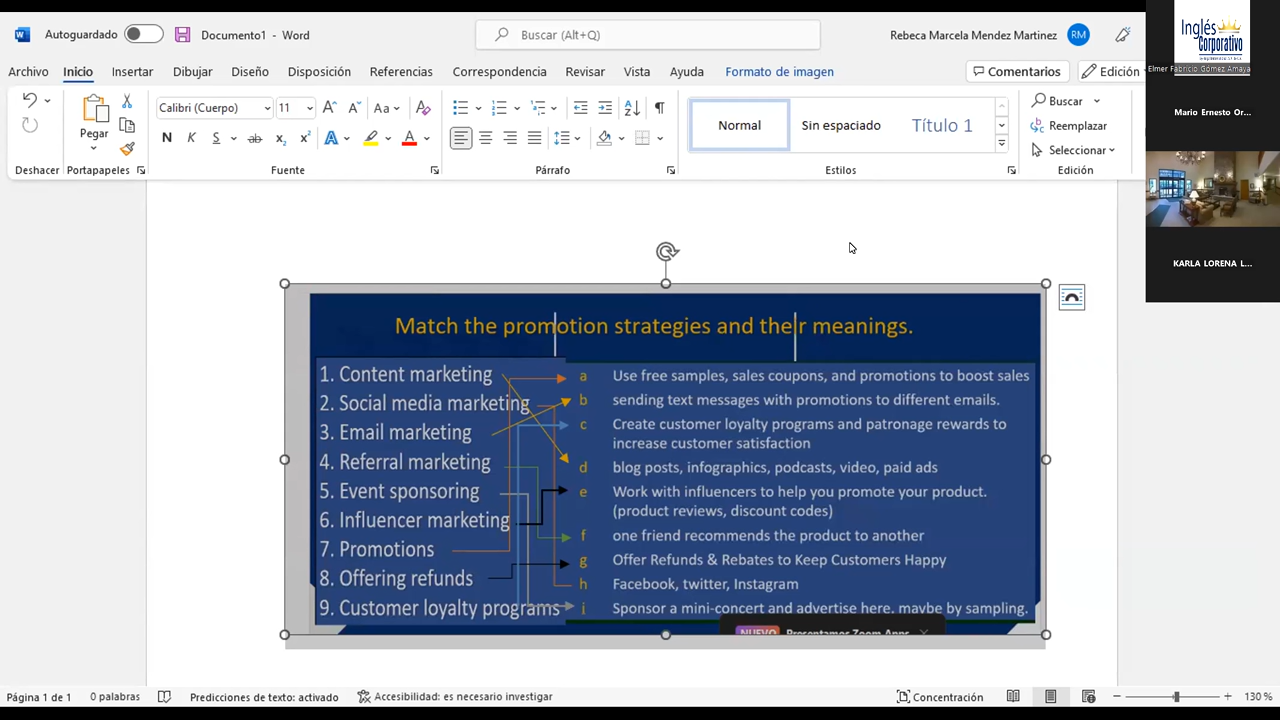 Autoguardado
Documento1 - Word
Buscar (Alt+Q)
Rebeca Marcela Mendez Martinez
RM
Inglés
Corporativo
Elmer Fabricio Gómez Amaya
Archivo Inicio Insertar Dibujar Diseño Disposición Referencias Revisar Vista Ayuda Formato de imagen
Comentarios
Edición
Mario Ernesto Or...
Pegar
Calibri (Cuerpo) 11
Normal
Sin espaciado
Título 1
Buscar
Reemplazar
Seleccionar
Deshacer Portapapeles Fuente Párrafo Estilos Edición
KARLA LORENA L...
Match the promotion strategies and their meanings.
1. Content marketing
2. Social media marketing
3. Email marketing
4. Referral marketing
5. Event sponsoring
6. Influencer marketing
7. Promotions
8. Offering refunds
9. Customer loyalty programs
a Use free samples, sales coupons, and promotions to boost sales
b sending text messages with promotions to different emails.
c Create customer loyalty programs and patronage rewards to
increase customer satisfaction
d blog posts, infographics, podcasts, video, paid ads
e Work with influencers to help you promote your product.
(product reviews, discount codes)
f one friend recommends the product to another
g Offer Refunds & Rebates to Keep Customers Happy
h Facebook, twitter, Instagram
i Sponsor a mini-concert and advertise here, maybe by sampling.
NUEVO Presentamos Zoom Apps
Página 1 de 1 0 palabras Predicciones de texto: activado Accesibilidad: es necesario investigar Concentración 130 %